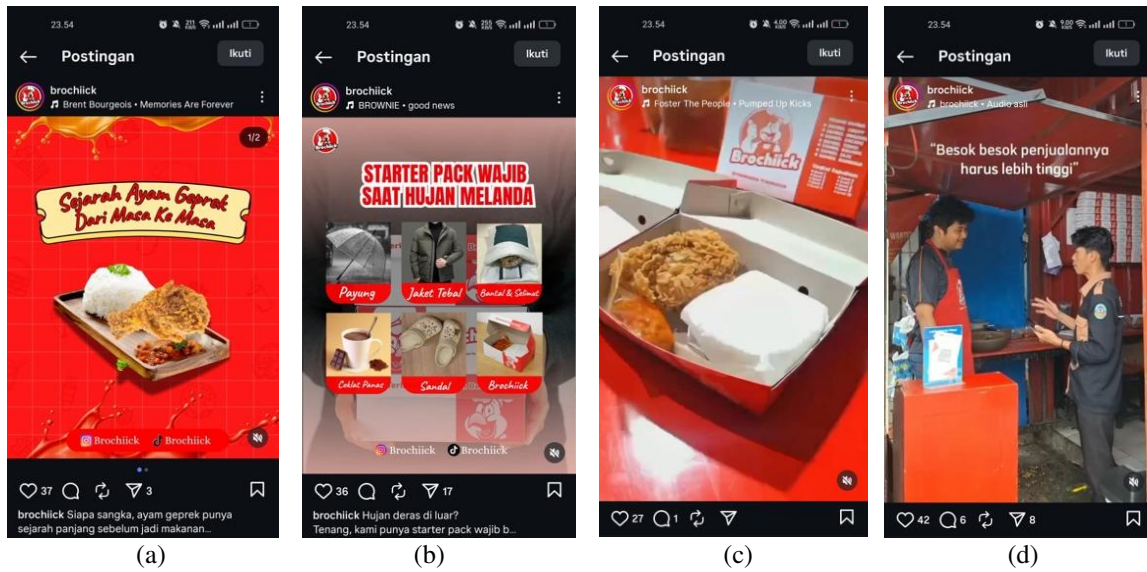 23.54
Postingan
Ikuti
brochiick
Brent Bourgeois • Memories Are Forever
1/2
Sejarah Ayam Geprek
Dari Masa Ke Masa
Brochiick Brochiick
37 3
brochiick Siapa sangka, ayam geprek punya
sejarah panjang sebelum jadi makanan...
(a)
23.54
Postingan
Ikuti
brochiick
BROWNIE • good news
Brochiick
STARTER PACK WAJIB
SAAT HUJAN MELANDA
Payung Jaket Tebal Bantal & Selimut
Coklat Panas Sandal Brochiick
Brochiick Brochiick
36 17
brochiick Hujan deras di luar?
Tenang, kami punya starter pack wajib b...
(b)
23.54
Postingan
Ikuti
brochiick
Foster The People • Pumped Up Kicks
Brochiick
27 1
(c)
23.54
Postingan
Ikuti
brochiick
brochiick • Audio asli
"Besok besok penjualannya
harus lebih tinggi"
42 6 8
(d)